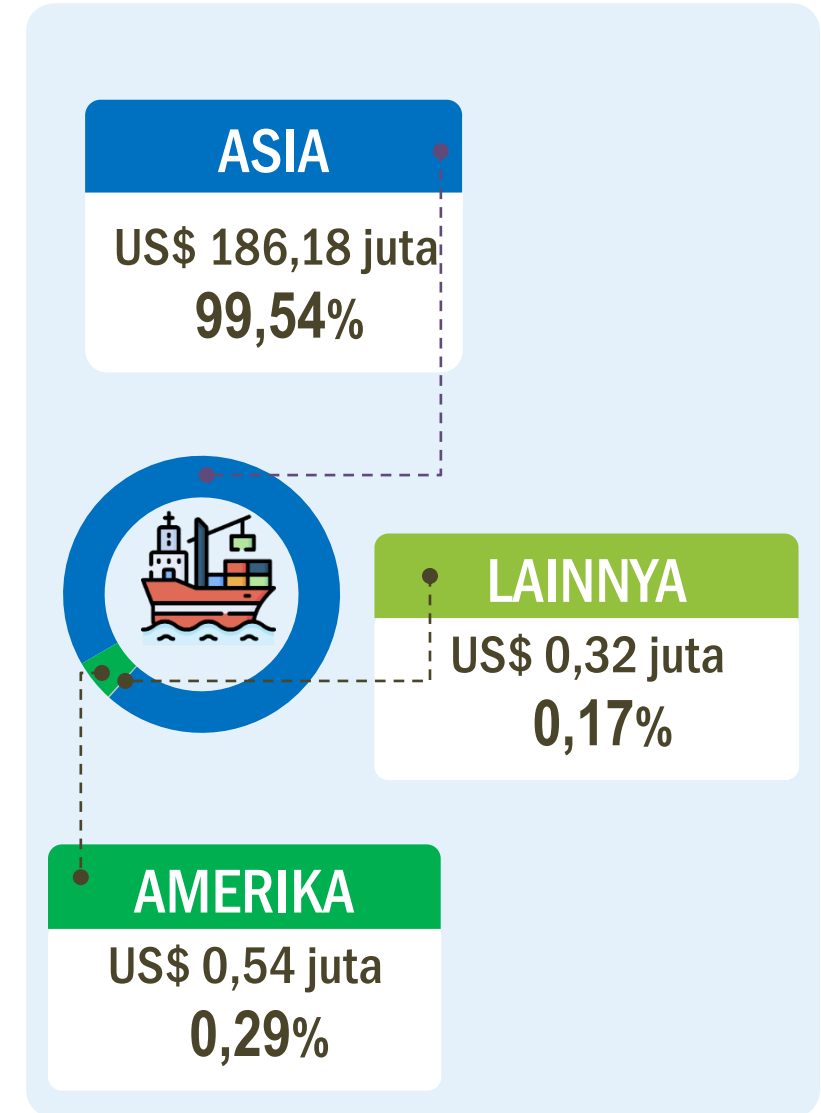 ASIA
US$ 186,18 juta
99,54%
LAINNYA
US$ 0,32 juta
0,17%
AMERIKA
US$ 0,54 juta
0,29%